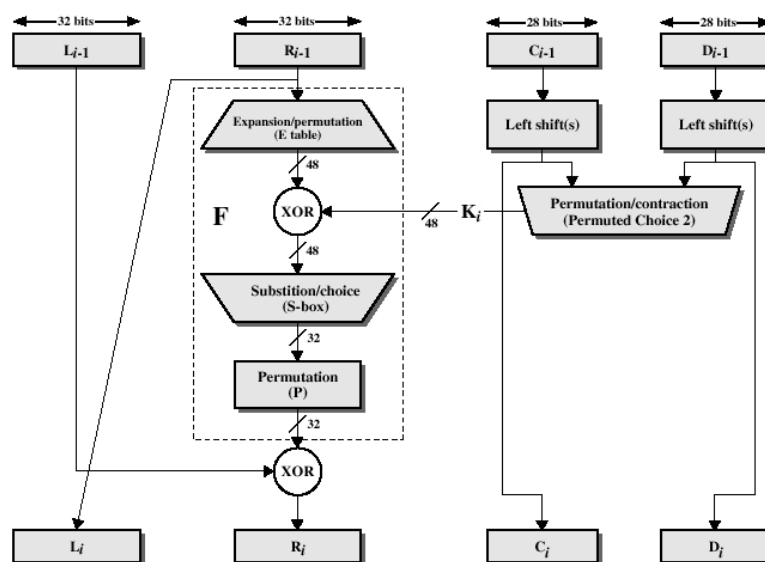 32 bits 32 bits 28 bits 28 bits
Li-1 Ri-1 Ci-1 Di-1
Expansion/permutation
(E table)
Left shift(s) Left shift(s)
48
F XOR 48 Ki
Permutation/contraction
(Permuted Choice 2)
48
Substition/choice
(S-box)
32
Permutation
(P)
32
XOR
Li Ri Ci Di